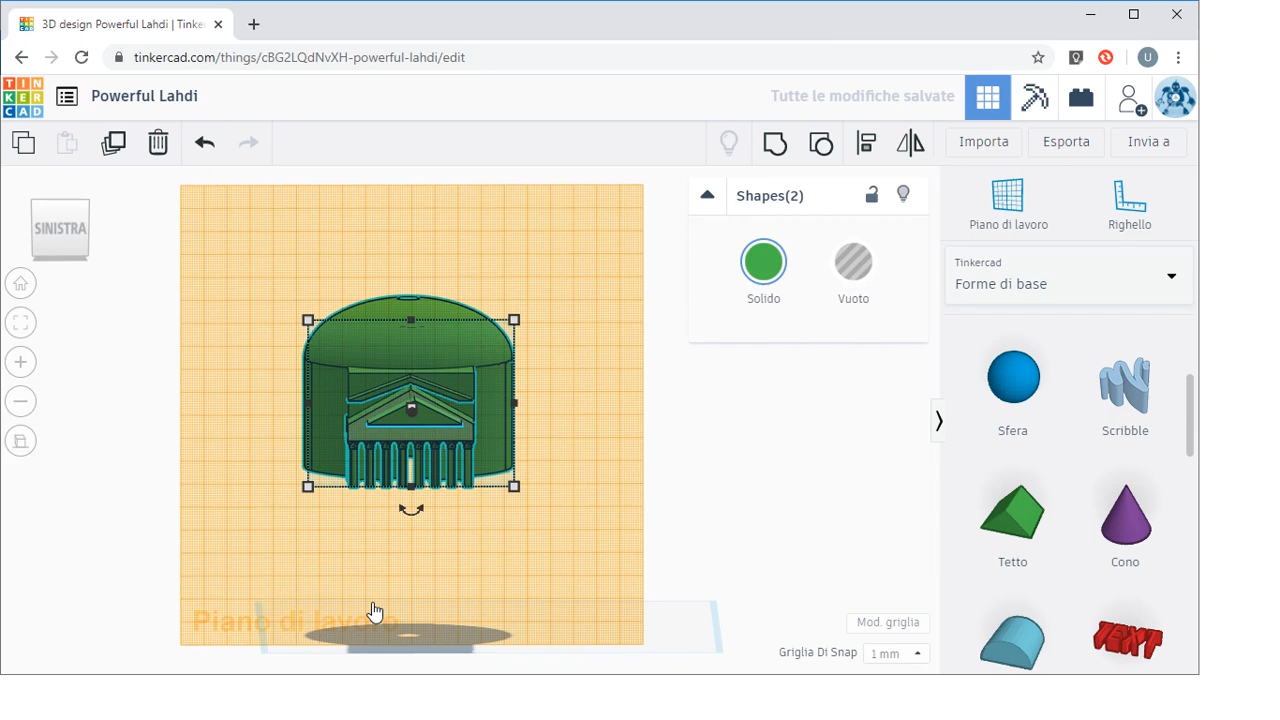 3D design Powerful Lahdi | Tinke
tinkercad.com/things/cBG2LQdNvXH-powerful-lahdi/edit
U
TIN
KER
CAD
Powerful Lahdi
Tutte le modifiche salvate
Importa
Esporta
Invia a
SINISTRA
Shapes(2)
Solido
Vuoto
Piano di lavoro
Righello
Tinkercad
Forme di base
Sfera
Scribble
Tetto
Cono
TEXT
Piano di lavoro
Mod. griglia
Griglia Di Snap
1 mm